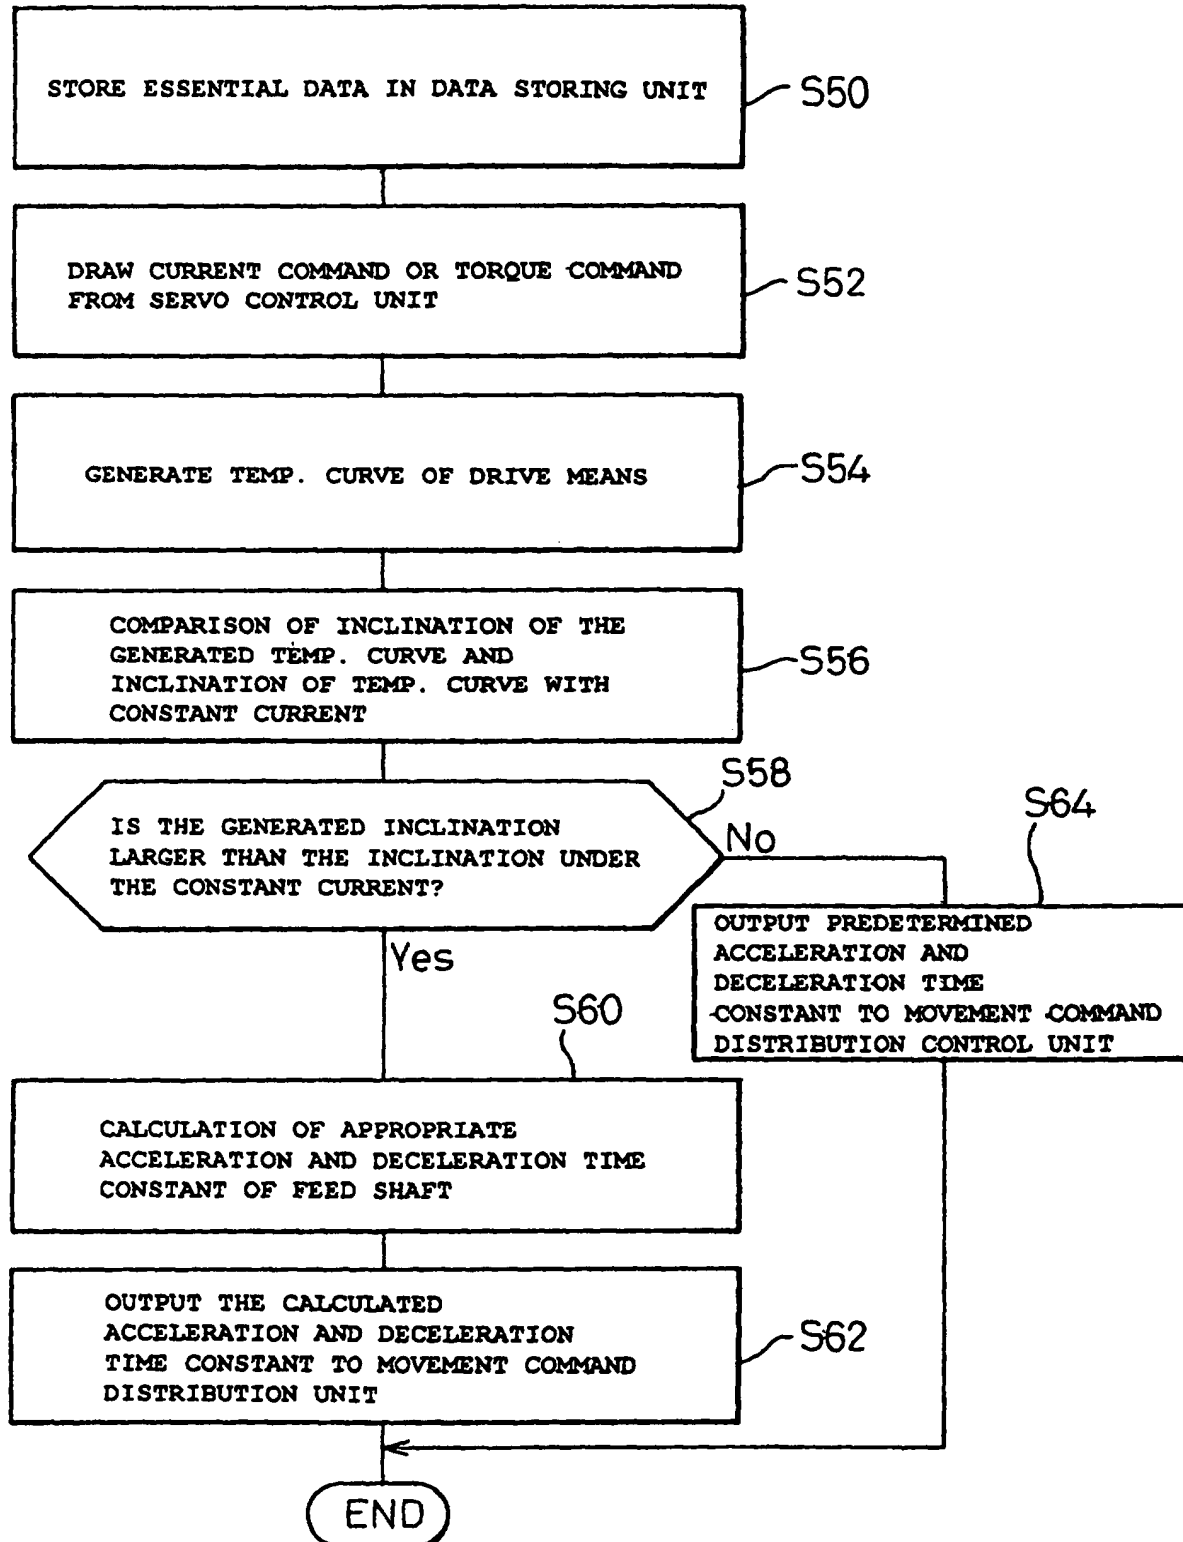 STORE ESSENTIAL DATA IN DATA STORING UNIT
S50
DRAW CURRENT COMMAND OR TORQUE COMMAND
FROM SERVO CONTROL UNIT
S52
GENERATE TEMP. CURVE OF DRIVE MEANS
S54
COMPARISON OF INCLINATION OF THE
GENERATED TEMP. CURVE AND
INCLINATION OF TEMP. CURVE WITH
CONSTANT CURRENT
S56
S58
IS THE GENERATED INCLINATION
LARGER THAN THE INCLINATION UNDER
THE CONSTANT CURRENT?
No
Yes
S64
OUTPUT PREDETERMINED
ACCELERATION AND
DECELERATION TIME
CONSTANT TO MOVEMENT COMMAND
DISTRIBUTION CONTROL UNIT
S60
CALCULATION OF APPROPRIATE
ACCELERATION AND DECELERATION TIME
CONSTANT OF FEED SHAFT
OUTPUT THE CALCULATED
ACCELERATION AND DECELERATION
TIME CONSTANT TO MOVEMENT COMMAND
DISTRIBUTION UNIT
S62
END